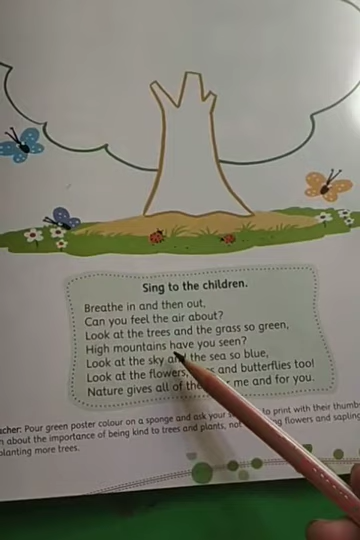 Sing to the children.
Breathe in and then out,
Can you feel the air about?
Look at the trees and the grass so green,
High mountains have you seen?
Look at the sky and the sea so blue,
Look at the flowers, and butterflies too!
Nature gives all of the me and for you.
Pour green poster colour on a sponge and ask your to print with their thumbs
about the importance of being kind to trees and plants, not flowers and sapling
planting more trees.